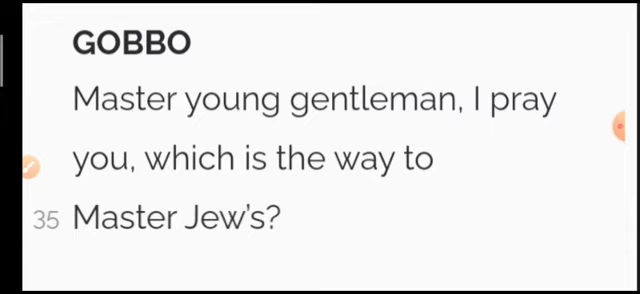 GOBBO
Master young gentleman, I pray
you, which is the way to
35 Master Jew's?